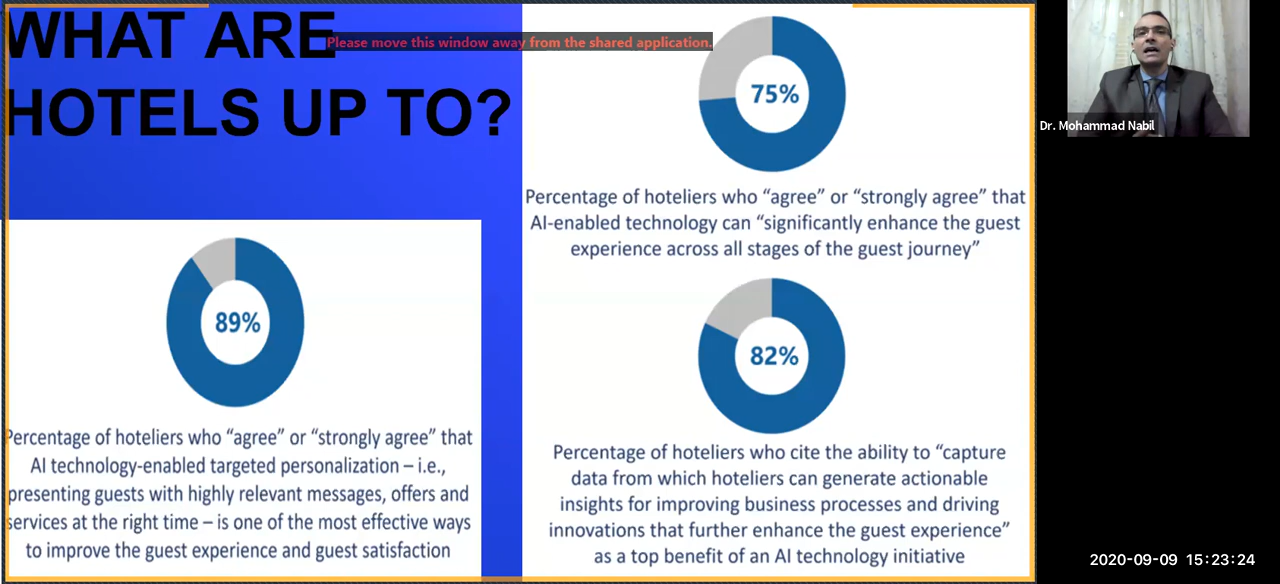 WHAT ARE
HOTELS UP TO?
Please move this window away from the shared application.
89%
Percentage of hoteliers who “agree” or “strongly agree” that
AI technology-enabled targeted personalization – i.e.,
presenting guests with highly relevant messages, offers and
services at the right time – is one of the most effective ways
to improve the guest experience and guest satisfaction
75%
Percentage of hoteliers who “agree” or “strongly agree” that
AI-enabled technology can “significantly enhance the guest
experience across all stages of the guest journey”
82%
Percentage of hoteliers who cite the ability to “capture
data from which hoteliers can generate actionable
insights for improving business processes and driving
innovations that further enhance the guest experience”
as a top benefit of an AI technology initiative
Dr. Mohammad Nabil
2020-09-09 15:23:24